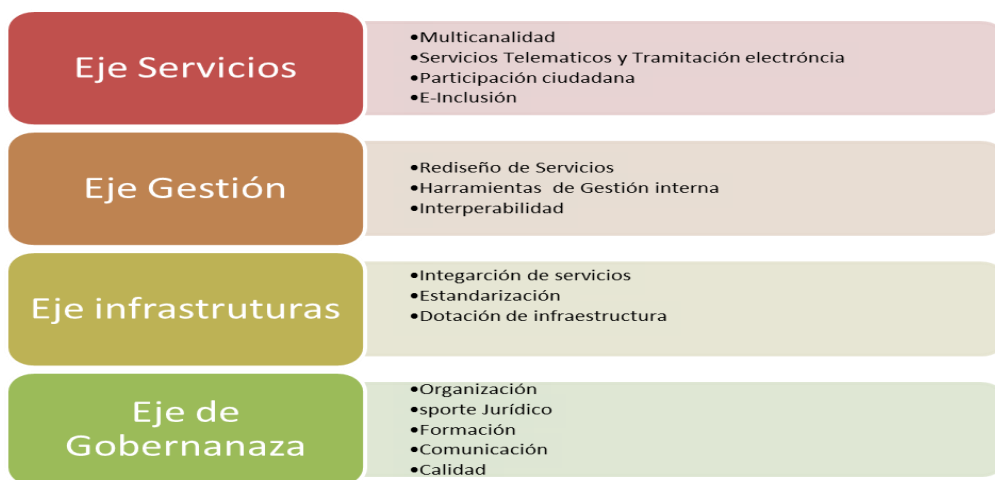 Eje Servicios
•Multicanalidad
•Servicios Telematicos y Tramitación electróncia
•Participación ciudadana
•E-Inclusión
Eje Gestión
•Rediseño de Servicios
•Harramientas de Gestión interna
•Interperabilidad
Eje infrastruturas
•Integarción de servicios
•Estandarización
•Dotación de infraestructura
Eje de
Gobernanaza
•Organización
•sporte Jurídico
•Formación
•Comunicación
•Calidad